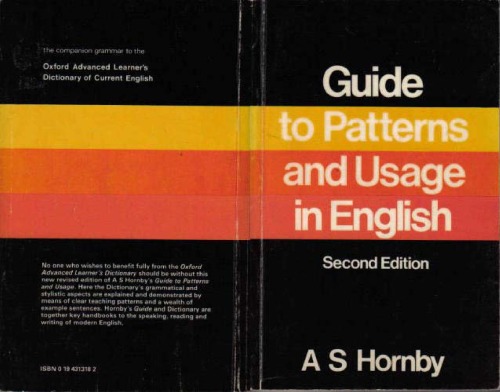 the companion grammar to the
Oxford Advanced Learner's
Dictionary of Current English
No one who wishes to benefit fully from the Oxford
Advanced Learner's Dictionary should be without this
new revised edition of A S Hornby's Guide to Patterns
and Usage. Here the Dictionary's grammatical and
stylistic aspects are explained and demonstrated by
means of clear teaching patterns and a wealth of
example sentences. Hornby's Guide and Dictionary are
together key handbooks to the speaking, reading and
writing of modern English.
ISBN 0 19 431318 2
Guide
to Patterns
and Usage
in English
Second Edition
A S Hornby